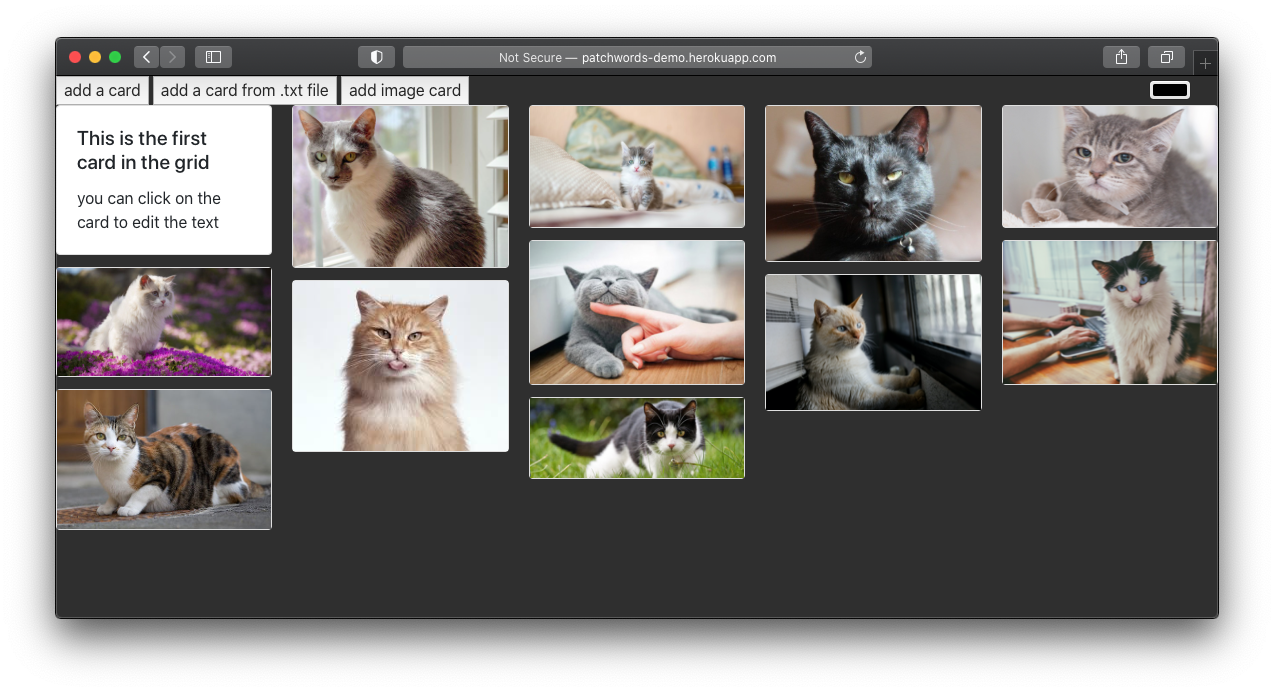 Not Secure — patchwords-demo.herokuapp.com
add a card
add a card from .txt file
add image card
This is the first
card in the grid
you can click on the
card to edit the text